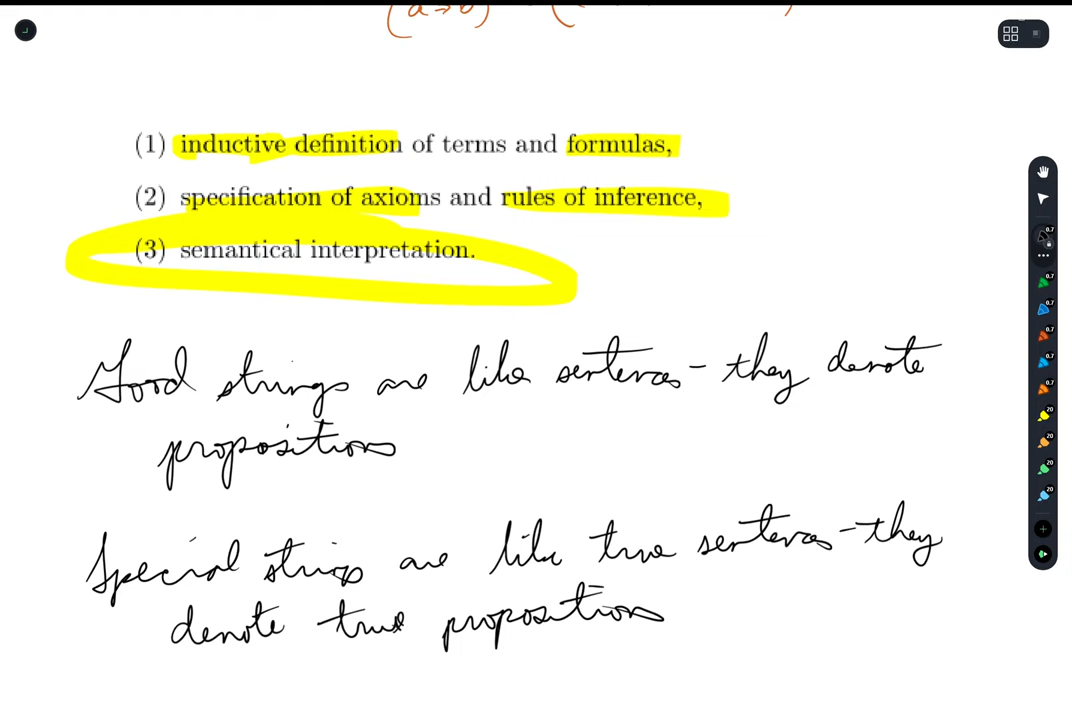 (a→b)
(1) inductive definition of terms and formulas,
(2) specification of axioms and rules of inference,
(3) semantical interpretation.
Good strings are like sentences - they denote
propositions
Special strings are like true sentences - they
denote true propositions